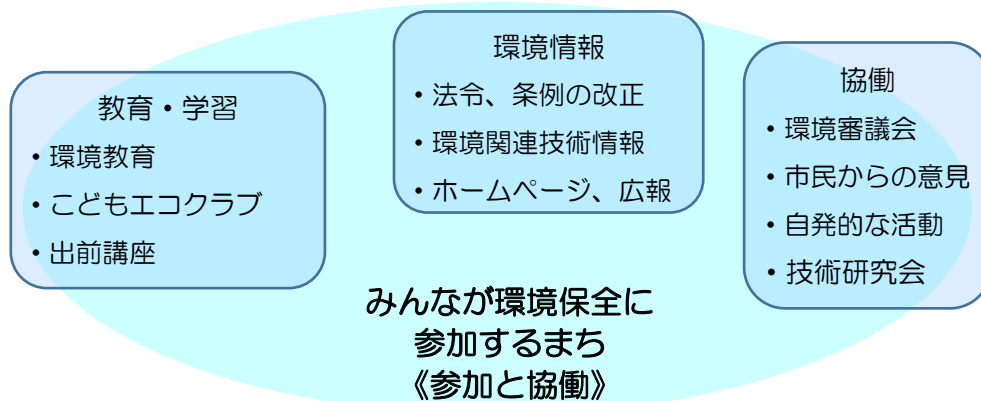 教育・学習
・環境教育
・こどもエコクラブ
・出前講座
環境情報
・法令、条例の改正
・環境関連技術情報
・ホームページ、広報
協働
・環境審議会
・市民からの意見
・自発的な活動
・技術研究会
みんなが環境保全に
参加するまち
《参加と協働》